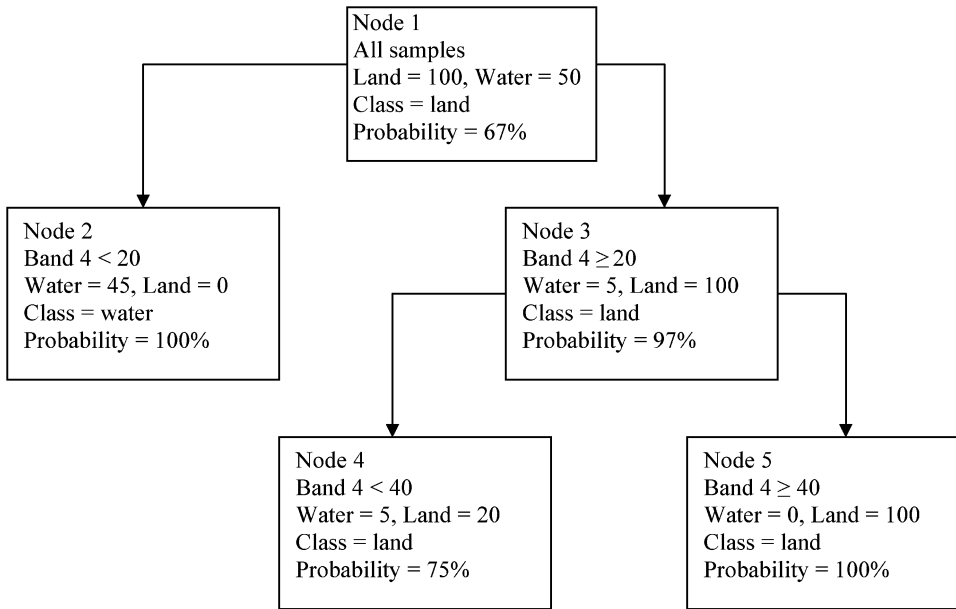 Node 1
All samples
Land = 100, Water = 50
Class = land
Probability = 67%
Node 2
Band 4 < 20
Water = 45, Land = 0
Class = water
Probability = 100%
Node 3
Band 4 ≥ 20
Water = 5, Land = 100
Class = land
Probability = 97%
Node 4
Band 4 < 40
Water = 5, Land = 20
Class = land
Probability = 75%
Node 5
Band 4 ≥ 40
Water = 0, Land = 100
Class = land
Probability = 100%